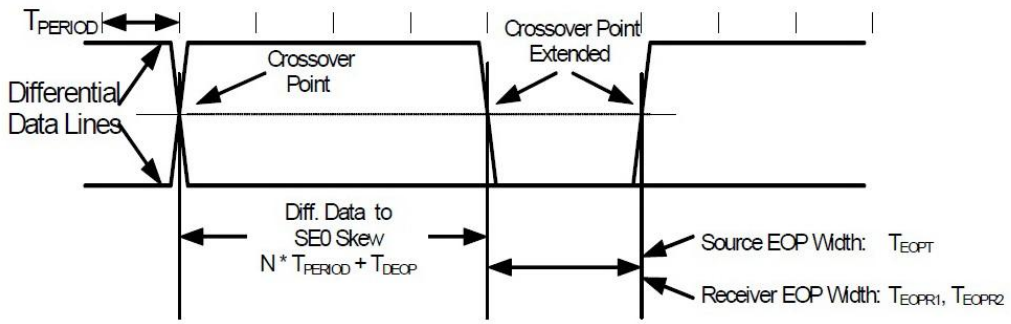 TPERIOD
Crossover
Point
Crossover Point
Extended
Differential
Data Lines
Diff. Data to
SE0 Skew
N * TPERIOD + TDEOP
Source EOP Width: TEOPT
Receiver EOP Width: TEOPR1, TEOPR2